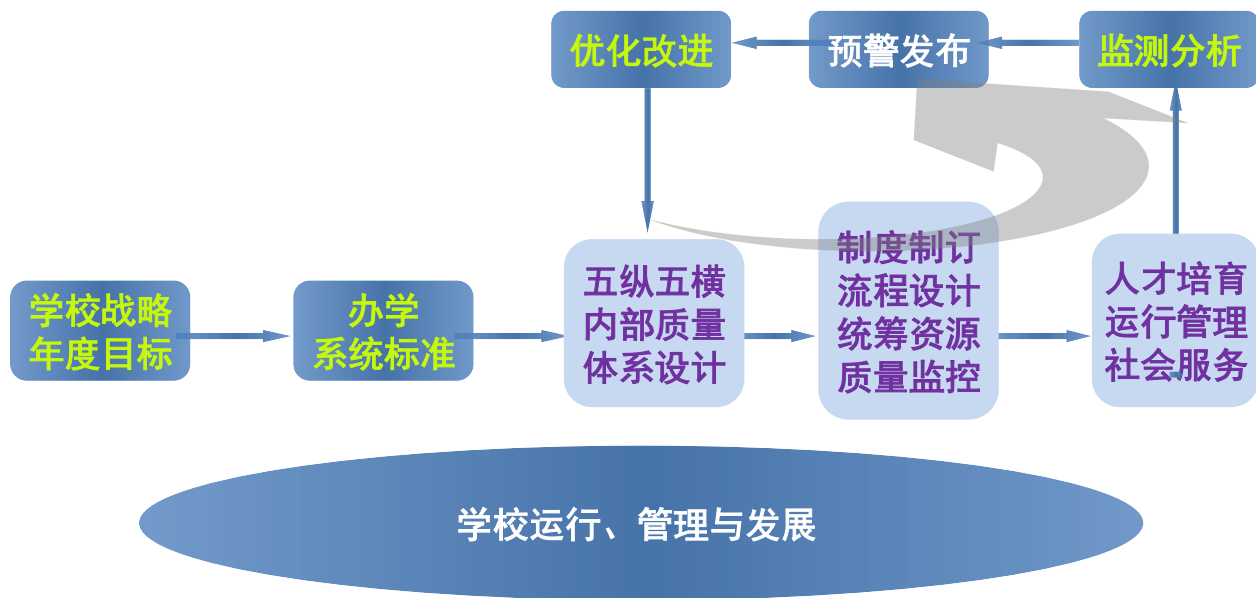 优化改进
预警发布
监测分析
学校战略
年度目标
办学
系统标准
五纵五横
内部质量
体系设计
制度制订
流程设计
统筹资源
质量监控
人才培育
运行管理
社会服务
学校运行、管理与发展